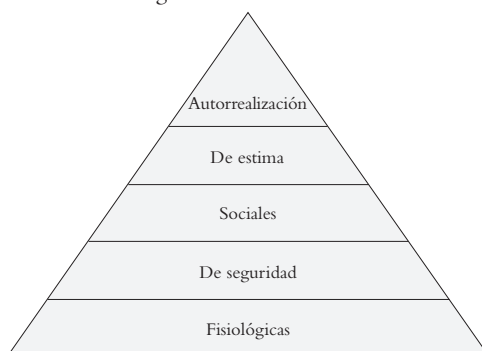 Autorrealización
De estima
Sociales
De seguridad
Fisiológicas